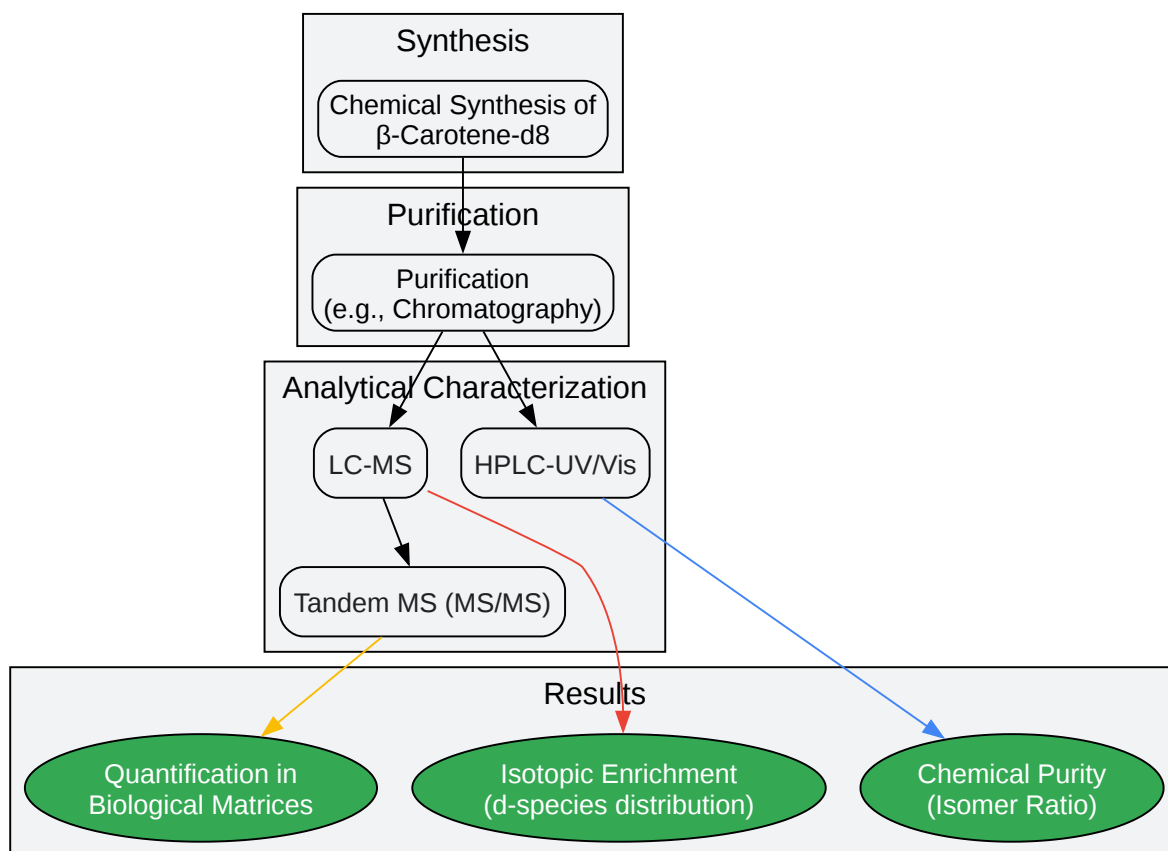 Synthesis
Chemical Synthesis of
β-Carotene-d8
Purification
Purification
(e.g., Chromatography)
Analytical Characterization
LC-MS
HPLC-UV/Vis
Tandem MS (MS/MS)
Results
Quantification in
Biological Matrices
Isotopic Enrichment
(d-species distribution)
Chemical Purity
(Isomer Ratio)